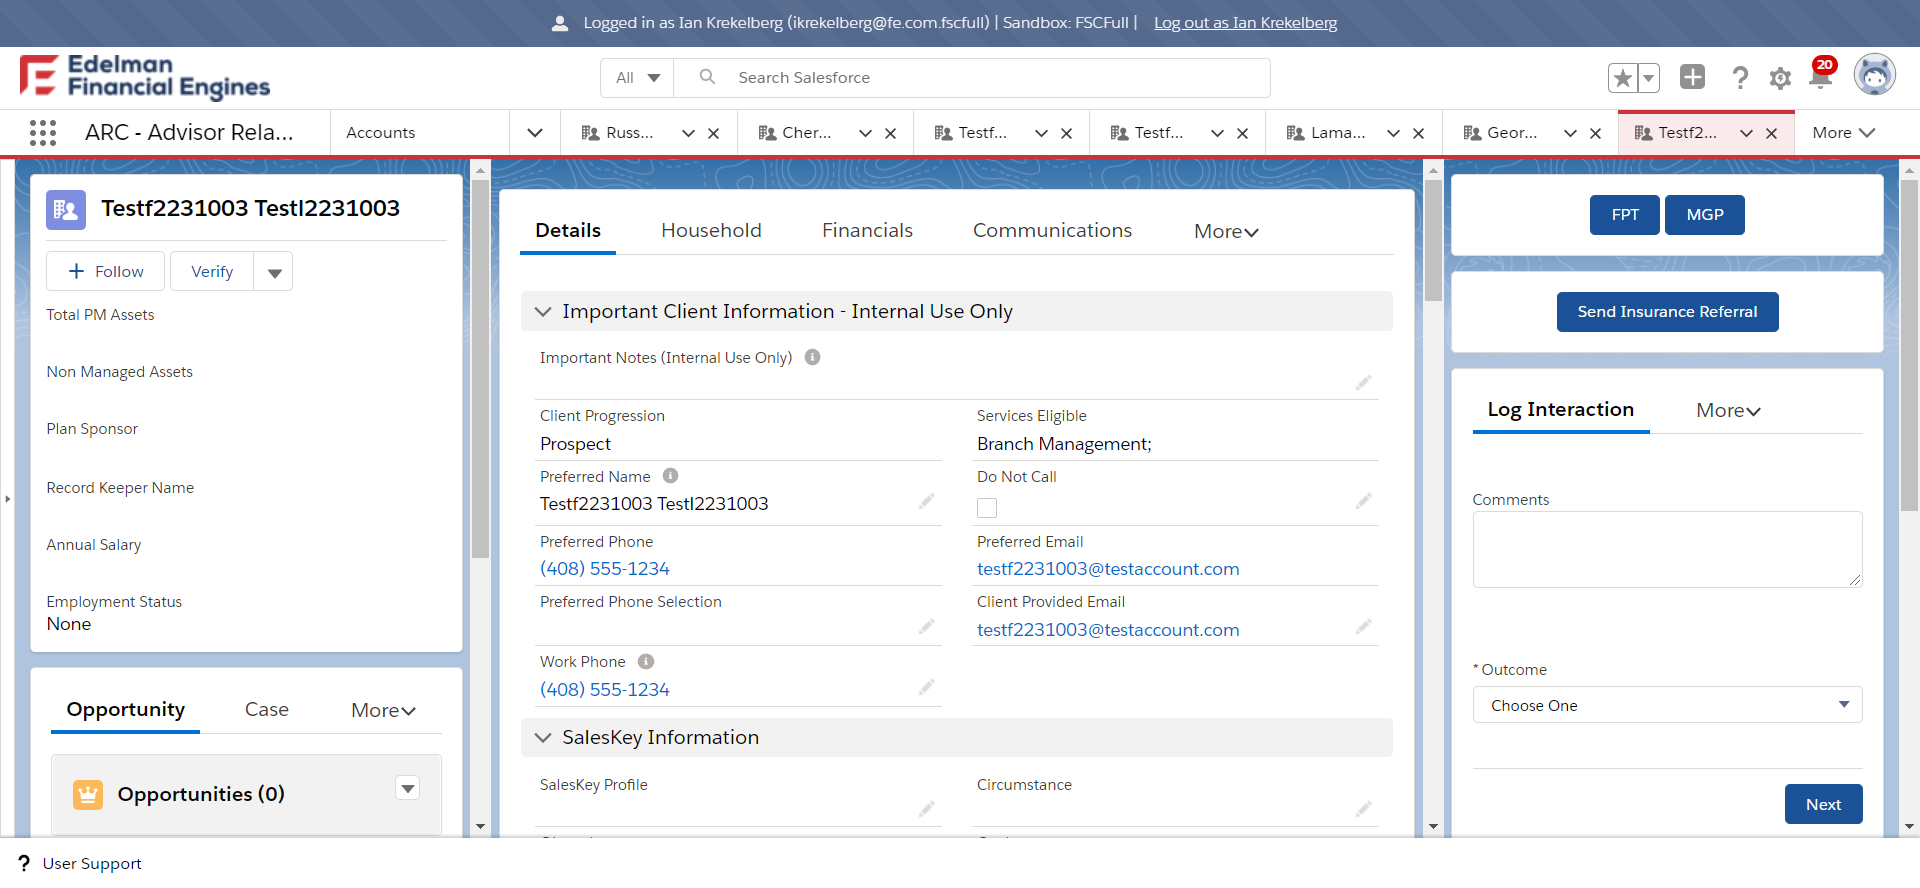 Logged in as Ian Krekelberg (ikrekelberg@fe.com.fscfull) | Sandbox: FSCFull | Log out as Ian Krekelberg
Edelman
Financial Engines
All
Search Salesforce
20
ARC - Advisor Rela...
Accounts
Russ...
Cher...
Testf...
Testf...
Lama...
Geor...
Testf2...
More
Testf2231003 Testl2231003
Follow
Verify
Total PM Assets
Non Managed Assets
Plan Sponsor
Record Keeper Name
Annual Salary
Employment Status
None
Opportunity
Case
More
Opportunities (0)
Details
Household
Financials
Communications
More
Important Client Information - Internal Use Only
Important Notes (Internal Use Only)
Client Progression
Prospect
Services Eligible
Branch Management;
Preferred Name
Testf2231003 Testl2231003
Do Not Call
Preferred Phone
(408) 555-1234
Preferred Email
testf2231003@testaccount.com
Preferred Phone Selection
Client Provided Email
testf2231003@testaccount.com
Work Phone
(408) 555-1234
SalesKey Information
SalesKey Profile
Circumstance
FPT
MGP
Send Insurance Referral
Log Interaction
More
Comments
* Outcome
Choose One
Next
? User Support